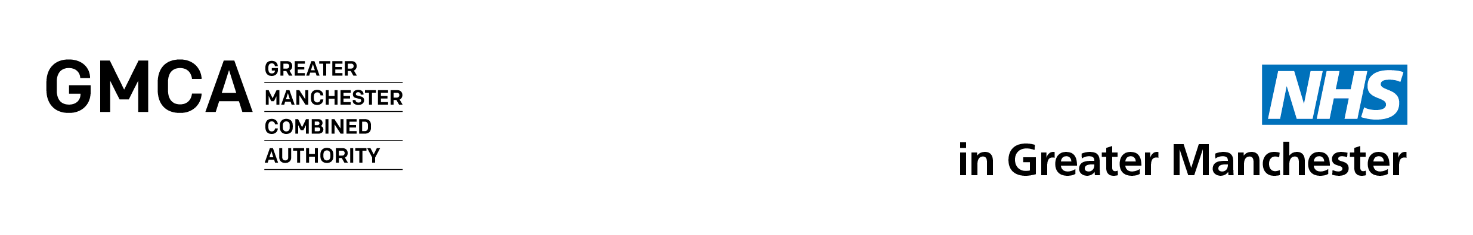 GMCA
GREATER
MANCHESTER
COMBINED
AUTHORITY
NHS
in Greater Manchester